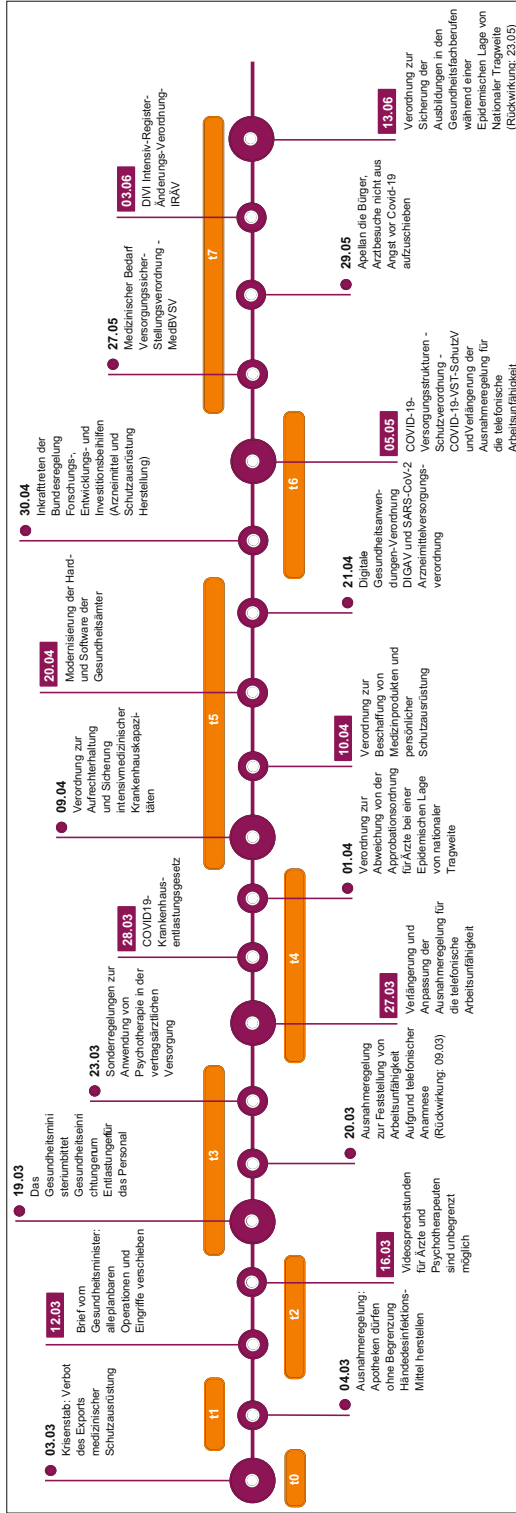 03.03
Krisenstab: Verbot
des Exports
medizinischer
Schutzausrüstung
12.03
Brief vom
Gesundheitsminister:
alleplanbaren
Operationen und
Eingriffe verschieben
19.03
Das
Gesundheitsmini
steriumbittet
Gesundheitseinri
chtungenum
Entlastungefür
das Personal
23.03
Sonderregelungen zur
Anwendung von
Psychotherapie in der
vertragsärztlichen
Versorgung
28.03
COVID19-
Krankenhaus-
entlastungsgesetz
09.04
Verordnung zur
Aufrechterhaltung
und Sicherung
intensivmedizinischer
Krankenhauskapazi-
täten
20.04
Modernisierung der Hard-
und Software der
Gesundheitsämter
30.04
Inkrafttreten der
Bundesregelung
Forschungs-,
Entwicklungs- und
Investitionsbeihilfen
(Arzneimittel und
Schutzausrüstung
Herstellung)
27.05
Medizinischer Bedarf
Versorgungssicher-
Stellungsverordnung -
MedBVSV
03.06
DIVI Intensiv-Register-
Änderungs-Verordnung-
IRÄV
t1
t3
t5
t7
t0
t2
t4
t6
04.03
Ausnahmeregelung:
Apotheken dürfen
ohne Begrenzung
Händedesinfektions-
Mittel herstellen
16.03
Videosprechstunden
für Ärzte und
Psychotherapeuten
sind unbegrenzt
möglich
20.03
Ausnahmeregelung
zur Feststellung von
Arbeitsunfähigkeit
Aufgrund telefonischer
Anamnese
(Rückwirkung: 09.03)
27.03
Verlängerung und
Anpassung der
Ausnahmeregelung für
die telefonische
Arbeitsunfähigkeit
01.04
Verordnung zur
Abweichung von der
Approbationsordnung
für Ärzte bei einer
Epidemischen Lage
von nationaler
Tragweite
10.04
Verordnung zur
Beschaffung von
Medizinprodukten und
persönlicher
Schutzausrüstung
21.04
Digitale
Gesundheitsanwen-
dungen-Verordnung
DIGAV und SARS-CoV-2
Arzneimittelversorgungs-
verordnung
05.05
COVID-19-
Versorgungsstrukturen -
Schutzverordnung -
COVID-19-VST-SchutzV
undVerlängerung der
Ausnahmeregelung für
die telefonische
Arbeitsunfähigkeit
29.05
Apellan die Bürger,
Arztbesuche nicht aus
Angst vor Covid-19
aufzuschieben
13.06
Verordnung zur
Sicherung der
Ausbildungen in den
Gesundheitsfachberufen
während einer
Epidemischen Lage von
Nationaler Tragweite
(Rückwirkung: 23.05)